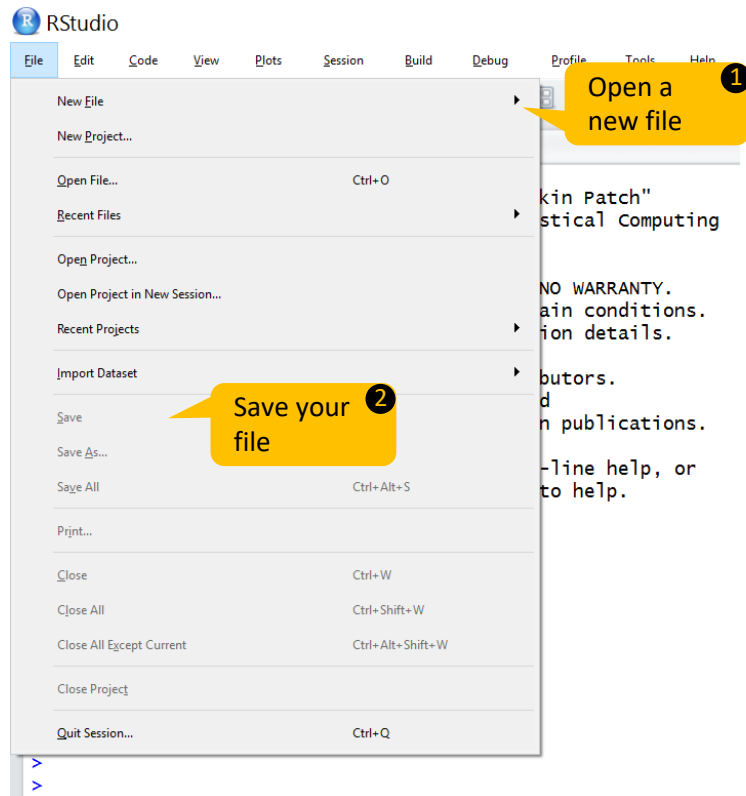 R RStudio
File Edit Code View Plots Session Build Debug Profile Tools Help
New File
Open a
new file
1
New Project...
Open File... Ctrl+O
kin Patch"
Recent Files
stical Computing
Open Project...
Open Project in New Session...
NO WARRANTY.
ain conditions.
Recent Projects
ion details.
Import Dataset
butors.
d
Save
Save your
file
2
n publications.
Save As...
-line help, or
Save All Ctrl+Alt+S
to help.
Print...
Close Ctrl+W
Close All Ctrl+Shift+W
Close All Except Current Ctrl+Alt+Shift+W
Close Project
Quit Session... Ctrl+Q
>
>